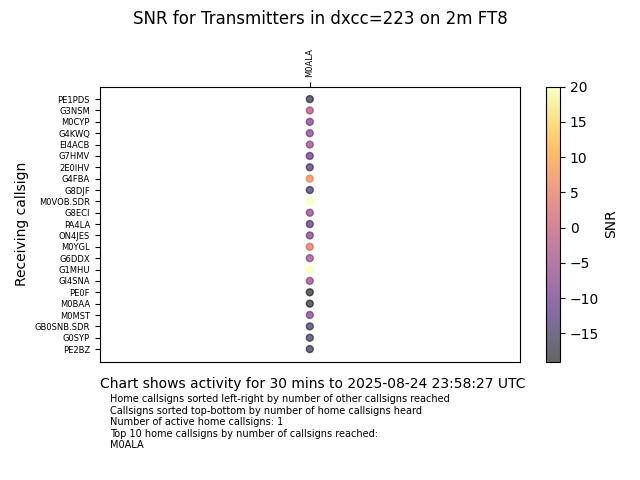 SNR for Transmitters in dxcc=223 on 2m FT8
M0ALA
PE1PDS
G3NSM
M0CYP
G4KWQ
EI4ACB
G7HMV
2E0IHV
G4FBA
G8DJF
M0VOB.SDR
G8ECI
PA4LA
ON4JES
M0YGL
G6DDX
G1MHU
GI4SNA
PE0F
M0BAA
M0MST
GB0SNB.SDR
G0SYP
PE2BZ
Receiving callsign
20
15
10
5
0
−5
−10
−15
SNR
Chart shows activity for 30 mins to 2025-08-24 23:58:27 UTC
Home callsigns sorted left-right by number of other callsigns reached
Callsigns sorted top-bottom by number of home callsigns heard
Number of active home callsigns: 1
Top 10 home callsigns by number of callsigns reached:
M0ALA